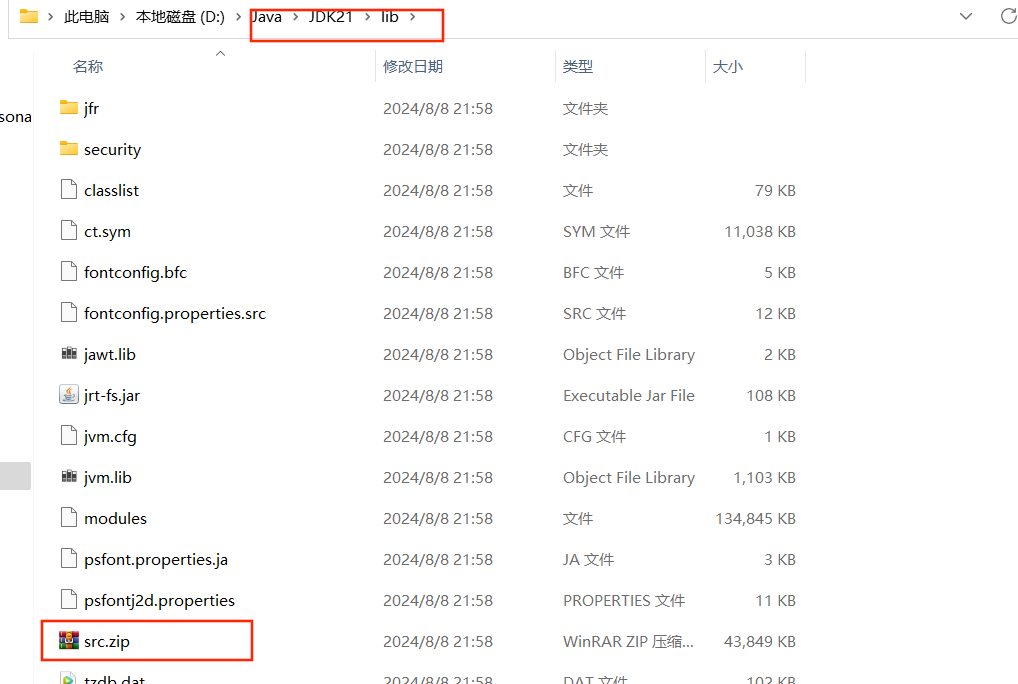 此电脑 > 本地磁盘 (D:) > Java > JDK21 > lib >
名称 修改日期 类型 大小
sona
jfr 2024/8/8 21:58 文件夹
security 2024/8/8 21:58 文件夹
classlist 2024/8/8 21:58 文件 79 KB
ct.sym 2024/8/8 21:58 SYM 文件 11,038 KB
fontconfig.bfc 2024/8/8 21:58 BFC 文件 5 KB
fontconfig.properties.src 2024/8/8 21:58 SRC 文件 12 KB
jawt.lib 2024/8/8 21:58 Object File Library 2 KB
jrt-fs.jar 2024/8/8 21:58 Executable Jar File 108 KB
jvm.cfg 2024/8/8 21:58 CFG 文件 1 KB
jvm.lib 2024/8/8 21:58 Object File Library 1,103 KB
modules 2024/8/8 21:58 文件 134,845 KB
psfont.properties.ja 2024/8/8 21:58 JA 文件 3 KB
psfontj2d.properties 2024/8/8 21:58 PROPERTIES 文件 11 KB
src.zip 2024/8/8 21:58 WinRAR ZIP 压缩... 43,849 KB
tzdb.dat 2024/8/8 21:58 DAT 文件 102 KB